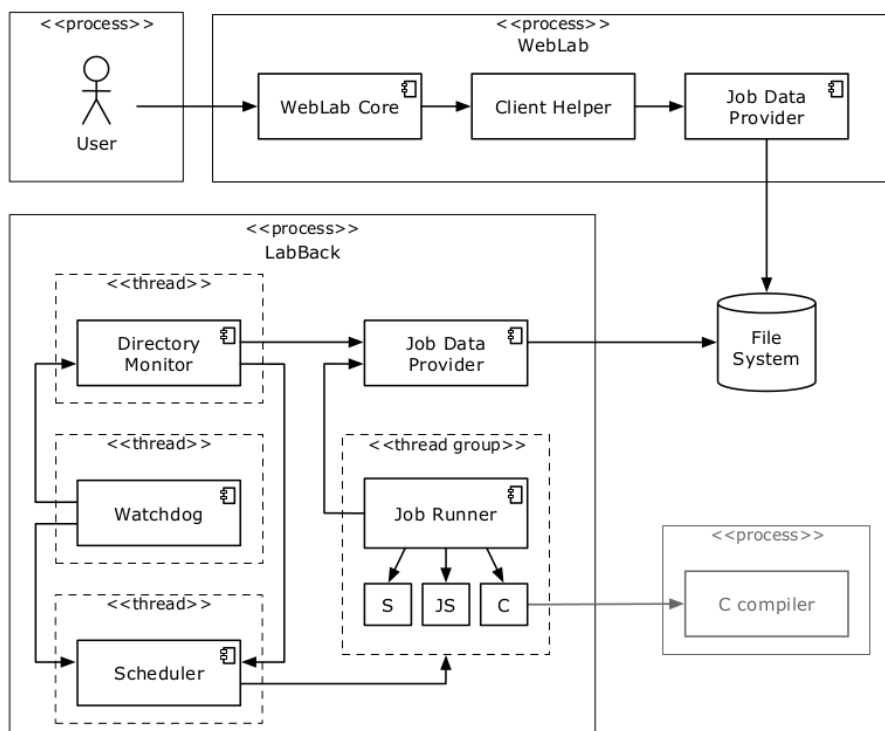 <<process>>
User
<<process>>
WebLab
WebLab Core
Client Helper
Job Data
Provider
<<process>>
LabBack
<<thread>>
Directory
Monitor
Job Data
Provider
File
System
<<thread>>
Watchdog
<<thread group>>
Job Runner
S
JS
C
<<process>>
C compiler
<<thread>>
Scheduler